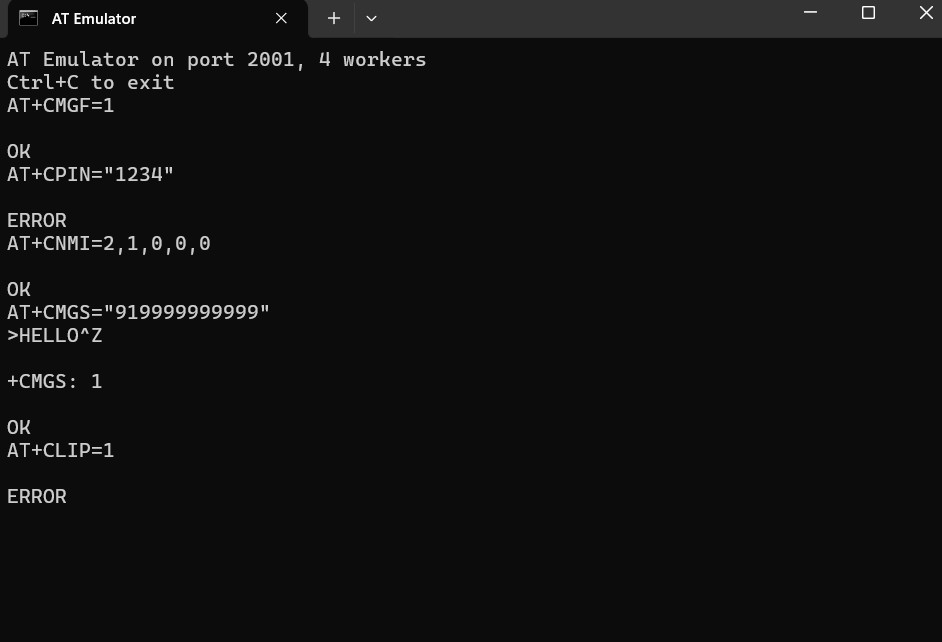 AT Emulator
AT Emulator on port 2001, 4 workers
Ctrl+C to exit
AT+CMGF=1
OK
AT+CPIN="1234"
ERROR
AT+CNMI=2,1,0,0,0
OK
AT+CMGS="919999999999"
>HELLO^Z
+CMGS: 1
OK
AT+CLIP=1
ERROR